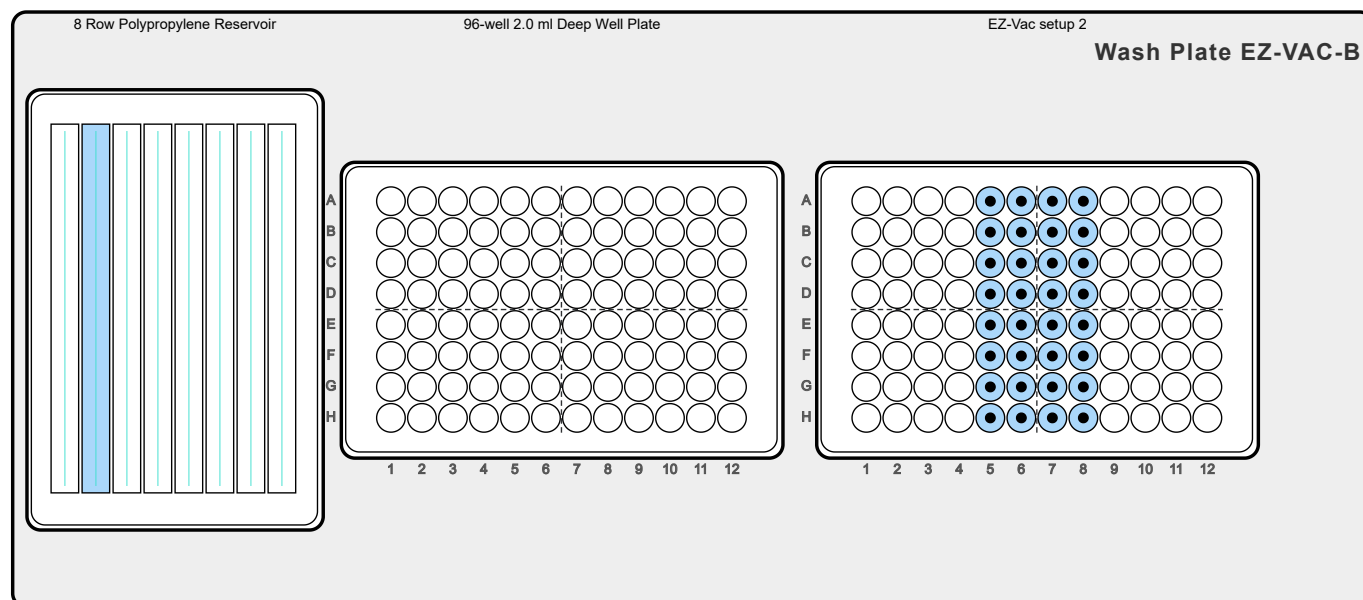 8 Row Polypropylene Reservoir
96-well 2.0 ml Deep Well Plate
EZ-Vac setup 2
Wash Plate EZ-VAC-B
A
B
C
D
E
F
G
H
1 2 3 4 5 6 7 8 9 10 11 12
A
B
C
D
E
F
G
H
1 2 3 4 5 6 7 8 9 10 11 12